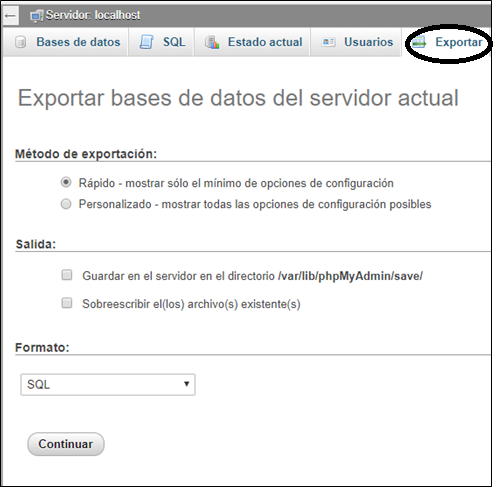 Servidor: localhost
Bases de datos SQL Estado actual Usuarios Exportar
Exportar bases de datos del servidor actual
Método de exportación:
Rápido - mostrar sólo el mínimo de opciones de configuración
Personalizado - mostrar todas las opciones de configuración posibles
Salida:
Guardar en el servidor en el directorio /var/lib/phpMyAdmin/save/
Sobreescribir el(los) archivo(s) existente(s)
Formato:
SQL
Continuar